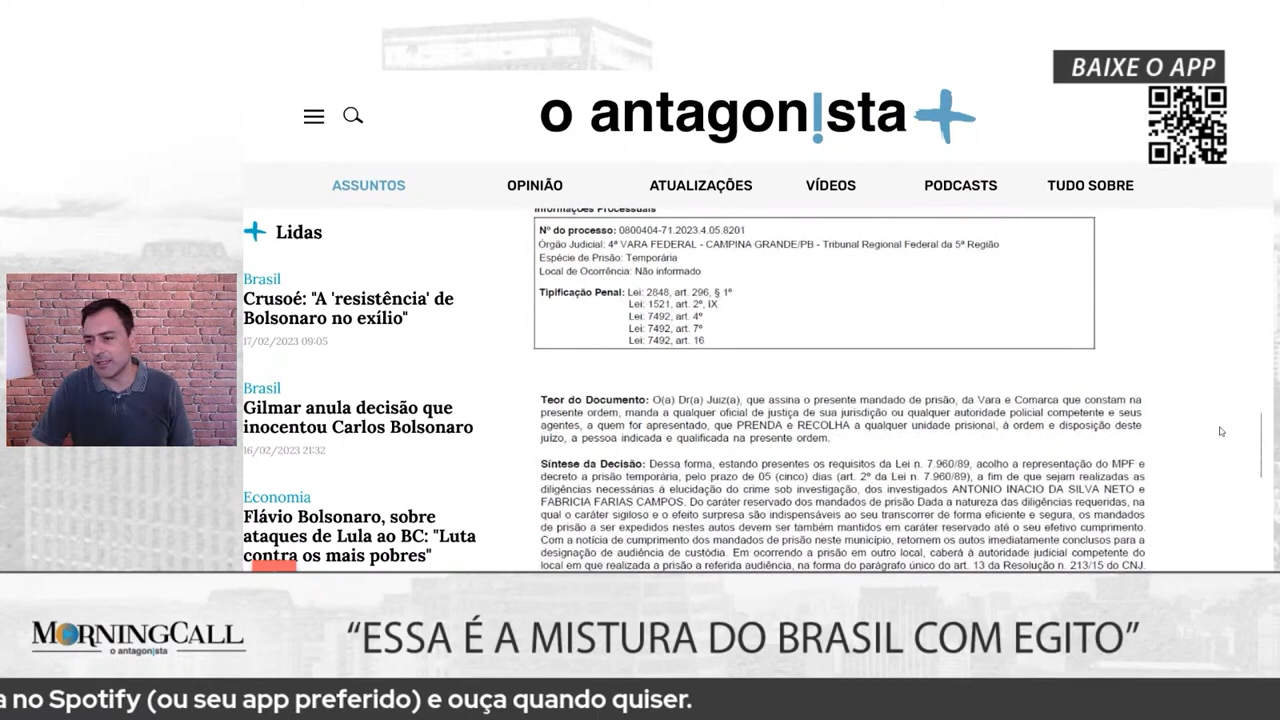 BAIXE O APP
o antagon!sta+
ASSUNTOS
OPINIÃO
ATUALIZAÇÕES
VÍDEOS
PODCASTS
TUDO SOBRE
+ Lidas
Brasil
Crusoé: "A 'resistência' de
Bolsonaro no exílio"
17/02/2023 09:05
Brasil
Gilmar anula decisão que
inocentou Carlos Bolsonaro
16/02/2023 21:32
Economia
Flávio Bolsonaro, sobre
ataques de Lula ao BC: "Luta
contra os mais pobres"
Informações Processuais
Nº do processo: 0800404-71.2023.4.05.8201
Órgão Judicial: 4ª VARA FEDERAL - CAMPINA GRANDE/PB - Tribunal Regional Federal da 5ª Região
Espécie de Prisão: Temporária
Local de Ocorrência: Não informado
Tipificação Penal: Lei: 2848, art. 296, § 1º
Lei: 1521, art. 2º, IX
Lei: 7492, art. 4º
Lei: 7492, art. 7º
Lei: 7492, art. 16
Teor do Documento: O(a) Dr(a) Juiz(a), que assina o presente mandado de prisão, da Vara e Comarca que constam na
presente ordem, manda a qualquer oficial de justiça de sua jurisdição ou qualquer autoridade policial competente e seus
agentes, a quem for apresentado, que PRENDA e RECOLHA a qualquer unidade prisional, à ordem e disposição deste
juízo, a pessoa indicada e qualificada na presente ordem.
Síntese da Decisão: Dessa forma, estando presentes os requisitos da Lei n. 7.960/89, acolho a representação do MPF e
decreto a prisão temporária, pelo prazo de 05 (cinco) dias (art. 2º da Lei n. 7.960/89), a fim de que sejam realizadas as
diligências necessárias à elucidação do crime sob investigação, dos investigados ANTONIO INACIO DA SILVA NETO e
FABRICIA FARIAS CAMPOS. Do caráter reservado dos mandados de prisão Dada a natureza das diligências requeridas, na
qual o caráter sigiloso e o efeito surpresa são indispensáveis ao seu transcorrer de forma eficiente e segura, os mandados
de prisão a ser expedidos nestes autos devem ser também mantidos em caráter reservado até o seu efetivo cumprimento.
Com a notícia de cumprimento dos mandados de prisão neste município, retornem os autos imediatamente conclusos para a
designação de audiência de custódia. Em ocorrendo a prisão em outro local, caberá à autoridade judicial competente do
local em que realizada a prisão a referida audiência, na forma do parágrafo único do art. 13 da Resolução n. 213/15 do CNJ.
MORNINGCALL
o antagon!sta
“ESSA É A MISTURA DO BRASIL COM EGITO”
a no Spotify (ou seu app preferido) e ouça quando quiser.